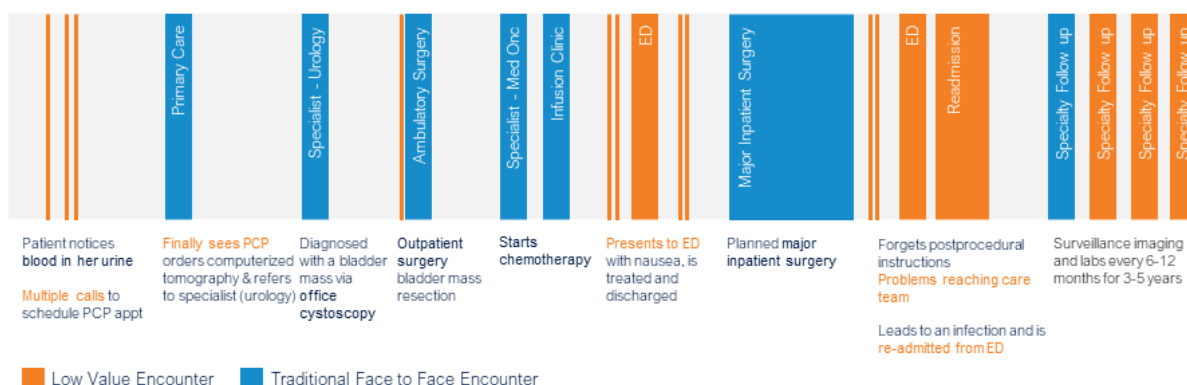 Primary Care
Specialist - Urology
Ambulatory Surgery
Specialist - Med Onc
Infusion Clinic
ED
Major Inpatient Surgery
ED
Readmission
Specialty Follow up
Specialty Follow up
Specialty Follow up
Specialty Follow up
Patient notices
blood in her urine
Multiple calls to
schedule PCP appt
Finally sees PCP
orders computerized
tomography & refers
to specialist (urology)
Diagnosed
with a bladder
mass via
office
cystoscopy
Outpatient
surgery
bladder mass
resection
Starts
chemotherapy
Presents to ED
with nausea, is
treated and
discharged
Planned major
inpatient surgery
Forgets postprocedural
instructions
Problems reaching care
team
Leads to an infection and is
re-admitted from ED
Surveillance imaging
and labs every 6-12
months for 3-5 years
Low Value Encounter
Traditional Face to Face Encounter